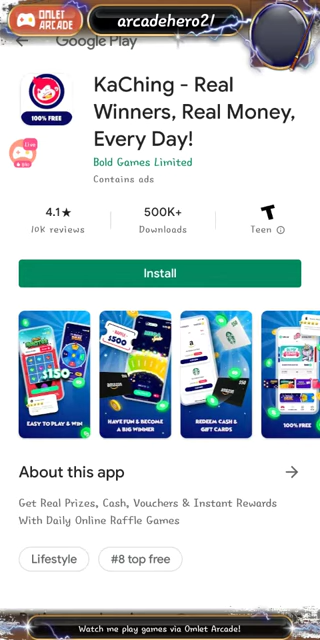 OMLET
ARCADE
arcadehero21
Google Play
100% FREE
KaChing - Real
Winners, Real Money,
Every Day!
Bold Games Limited
Contains ads
Live
4.1★
500K+
T
10K reviews
Downloads
Teen
Install
$150
EASY TO PLAY & WIN
$500
amazon
HAVE FUN & BECOME
A BIG WINNER
REDEEM CASH &
GIFT CARDS
100% FREE
About this app
Get Real Prizes, Cash, Vouchers & Instant Rewards
With Daily Online Raffle Games
Lifestyle
#8 top free
Watch me play games via Omlet Arcade!